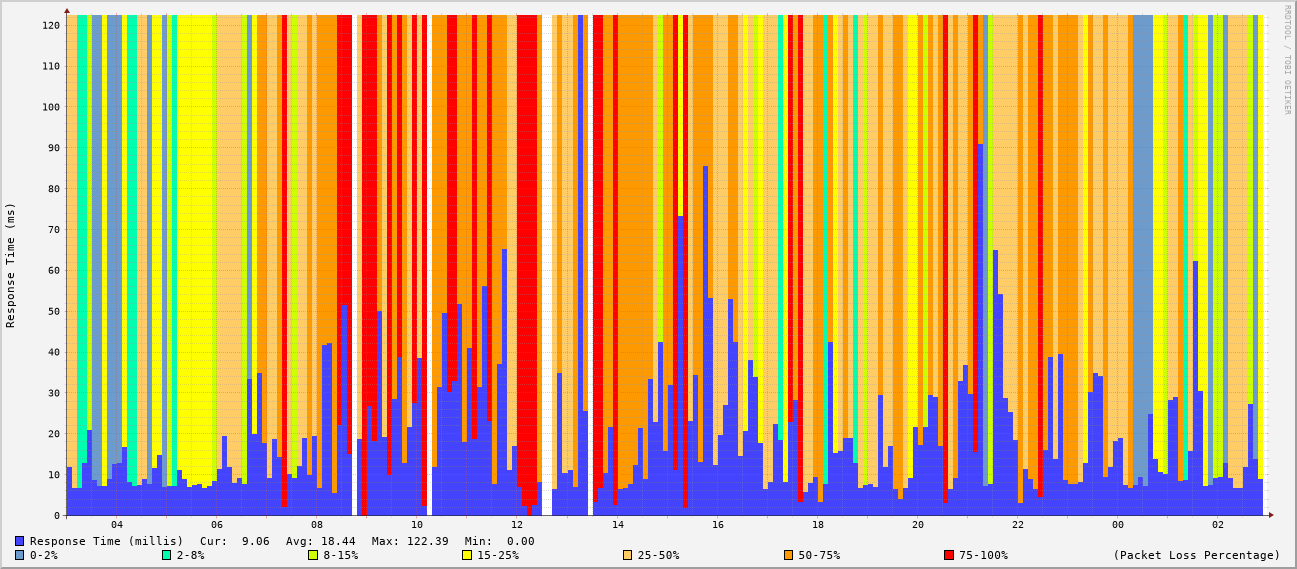 RRDTOOL / TOBI OETIKER
Response Time (ms)
120
110
100
90
80
70
60
50
40
30
20
10
0
04 06 08 10 12 14 16 18 20 22 00 02
Response Time (millis) Cur: 9.06 Avg: 18.44 Max: 122.39 Min: 0.00
0-2% 2-8% 8-15% 15-25% 25-50% 50-75% 75-100% (Packet Loss Percentage)